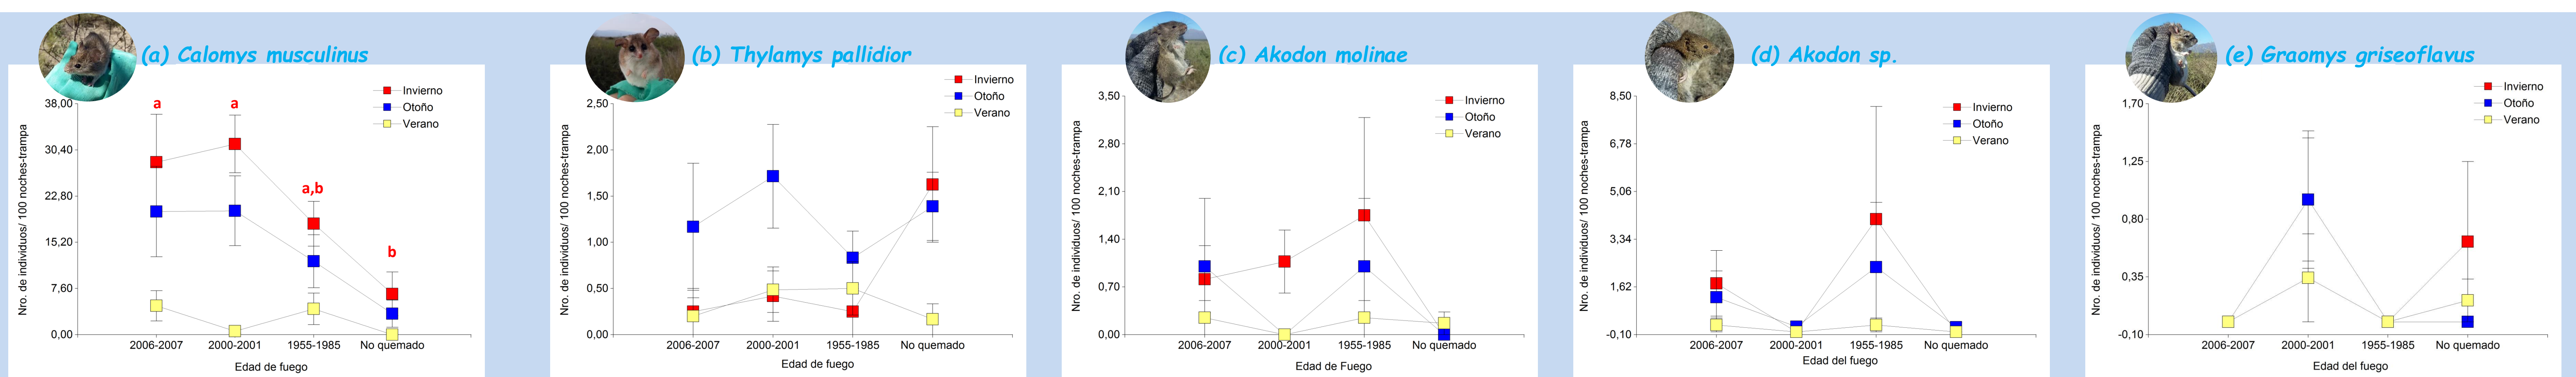 (a) Calomys musculinus
Invierno
Otoño
Verano
a
a
a,b
b
Nro. de individuos/ 100 noches-trampa
38,00
30,40
22,80
15,20
7,60
0,00
2006-2007
2000-2001
1955-1985
No quemado
Edad de fuego
(b) Thylamys pallidior
Invierno
Otoño
Verano
Nro. de individuos/ 100 noches-trampa
2,50
2,00
1,50
1,00
0,50
0,00
2006-2007
2000-2001
1955-1985
No quemado
Edad de fuego
(c) Akodon molinae
Invierno
Otoño
Verano
Nro. de individuos/ 100 noches-trampa
3,50
2,80
2,10
1,40
0,70
0,00
2006-2007
2000-2001
1955-1985
No quemado
Edad de Fuego
(d) Akodon sp.
Invierno
Otoño
Verano
Nro. de individuos/ 100 noches-trampa
8,50
6,78
5,06
3,34
1,62
-0,10
2006-2007
2000-2001
1955-1985
No quemado
Edad del fuego
(e) Graomys griseoflavus
Invierno
Otoño
Verano
Nro. de individuos/ 100 noches-trampa
1,70
1,25
0,80
0,35
-0,10
2006-2007
2000-2001
1955-1985
No quemado
Edad del fuego